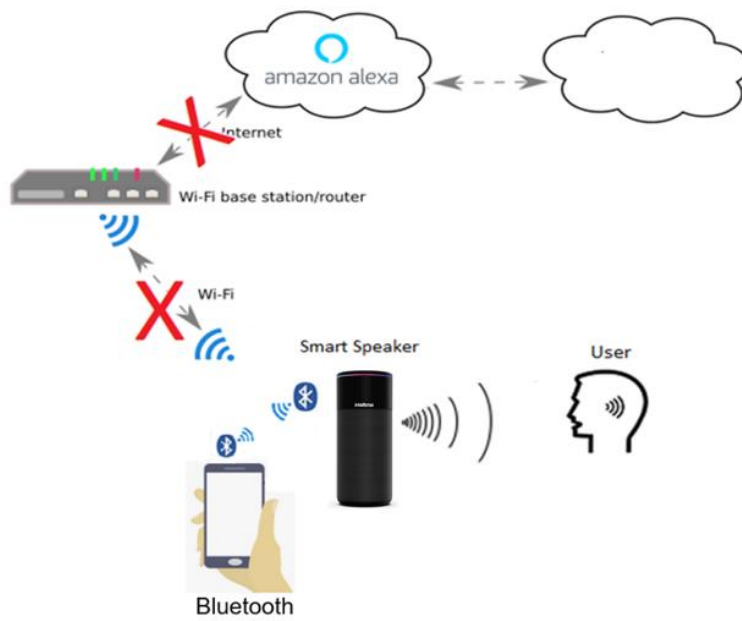 amazon alexa
Internet
Wi-Fi base station/router
Wi-Fi
Smart Speaker
User
Bluetooth